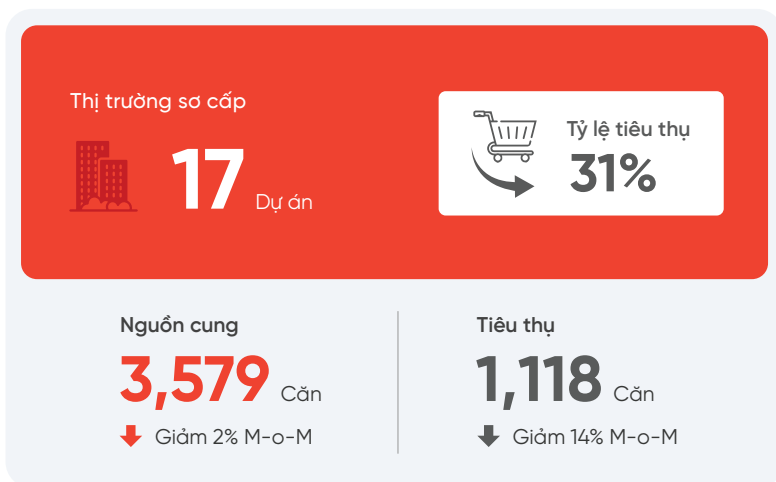 Thị trường sơ cấp
17 Dự án
Tỷ lệ tiêu thụ
31%
Nguồn cung
3,579 Căn
Giảm 2% M-o-M
Tiêu thụ
1,118 Căn
Giảm 14% M-o-M